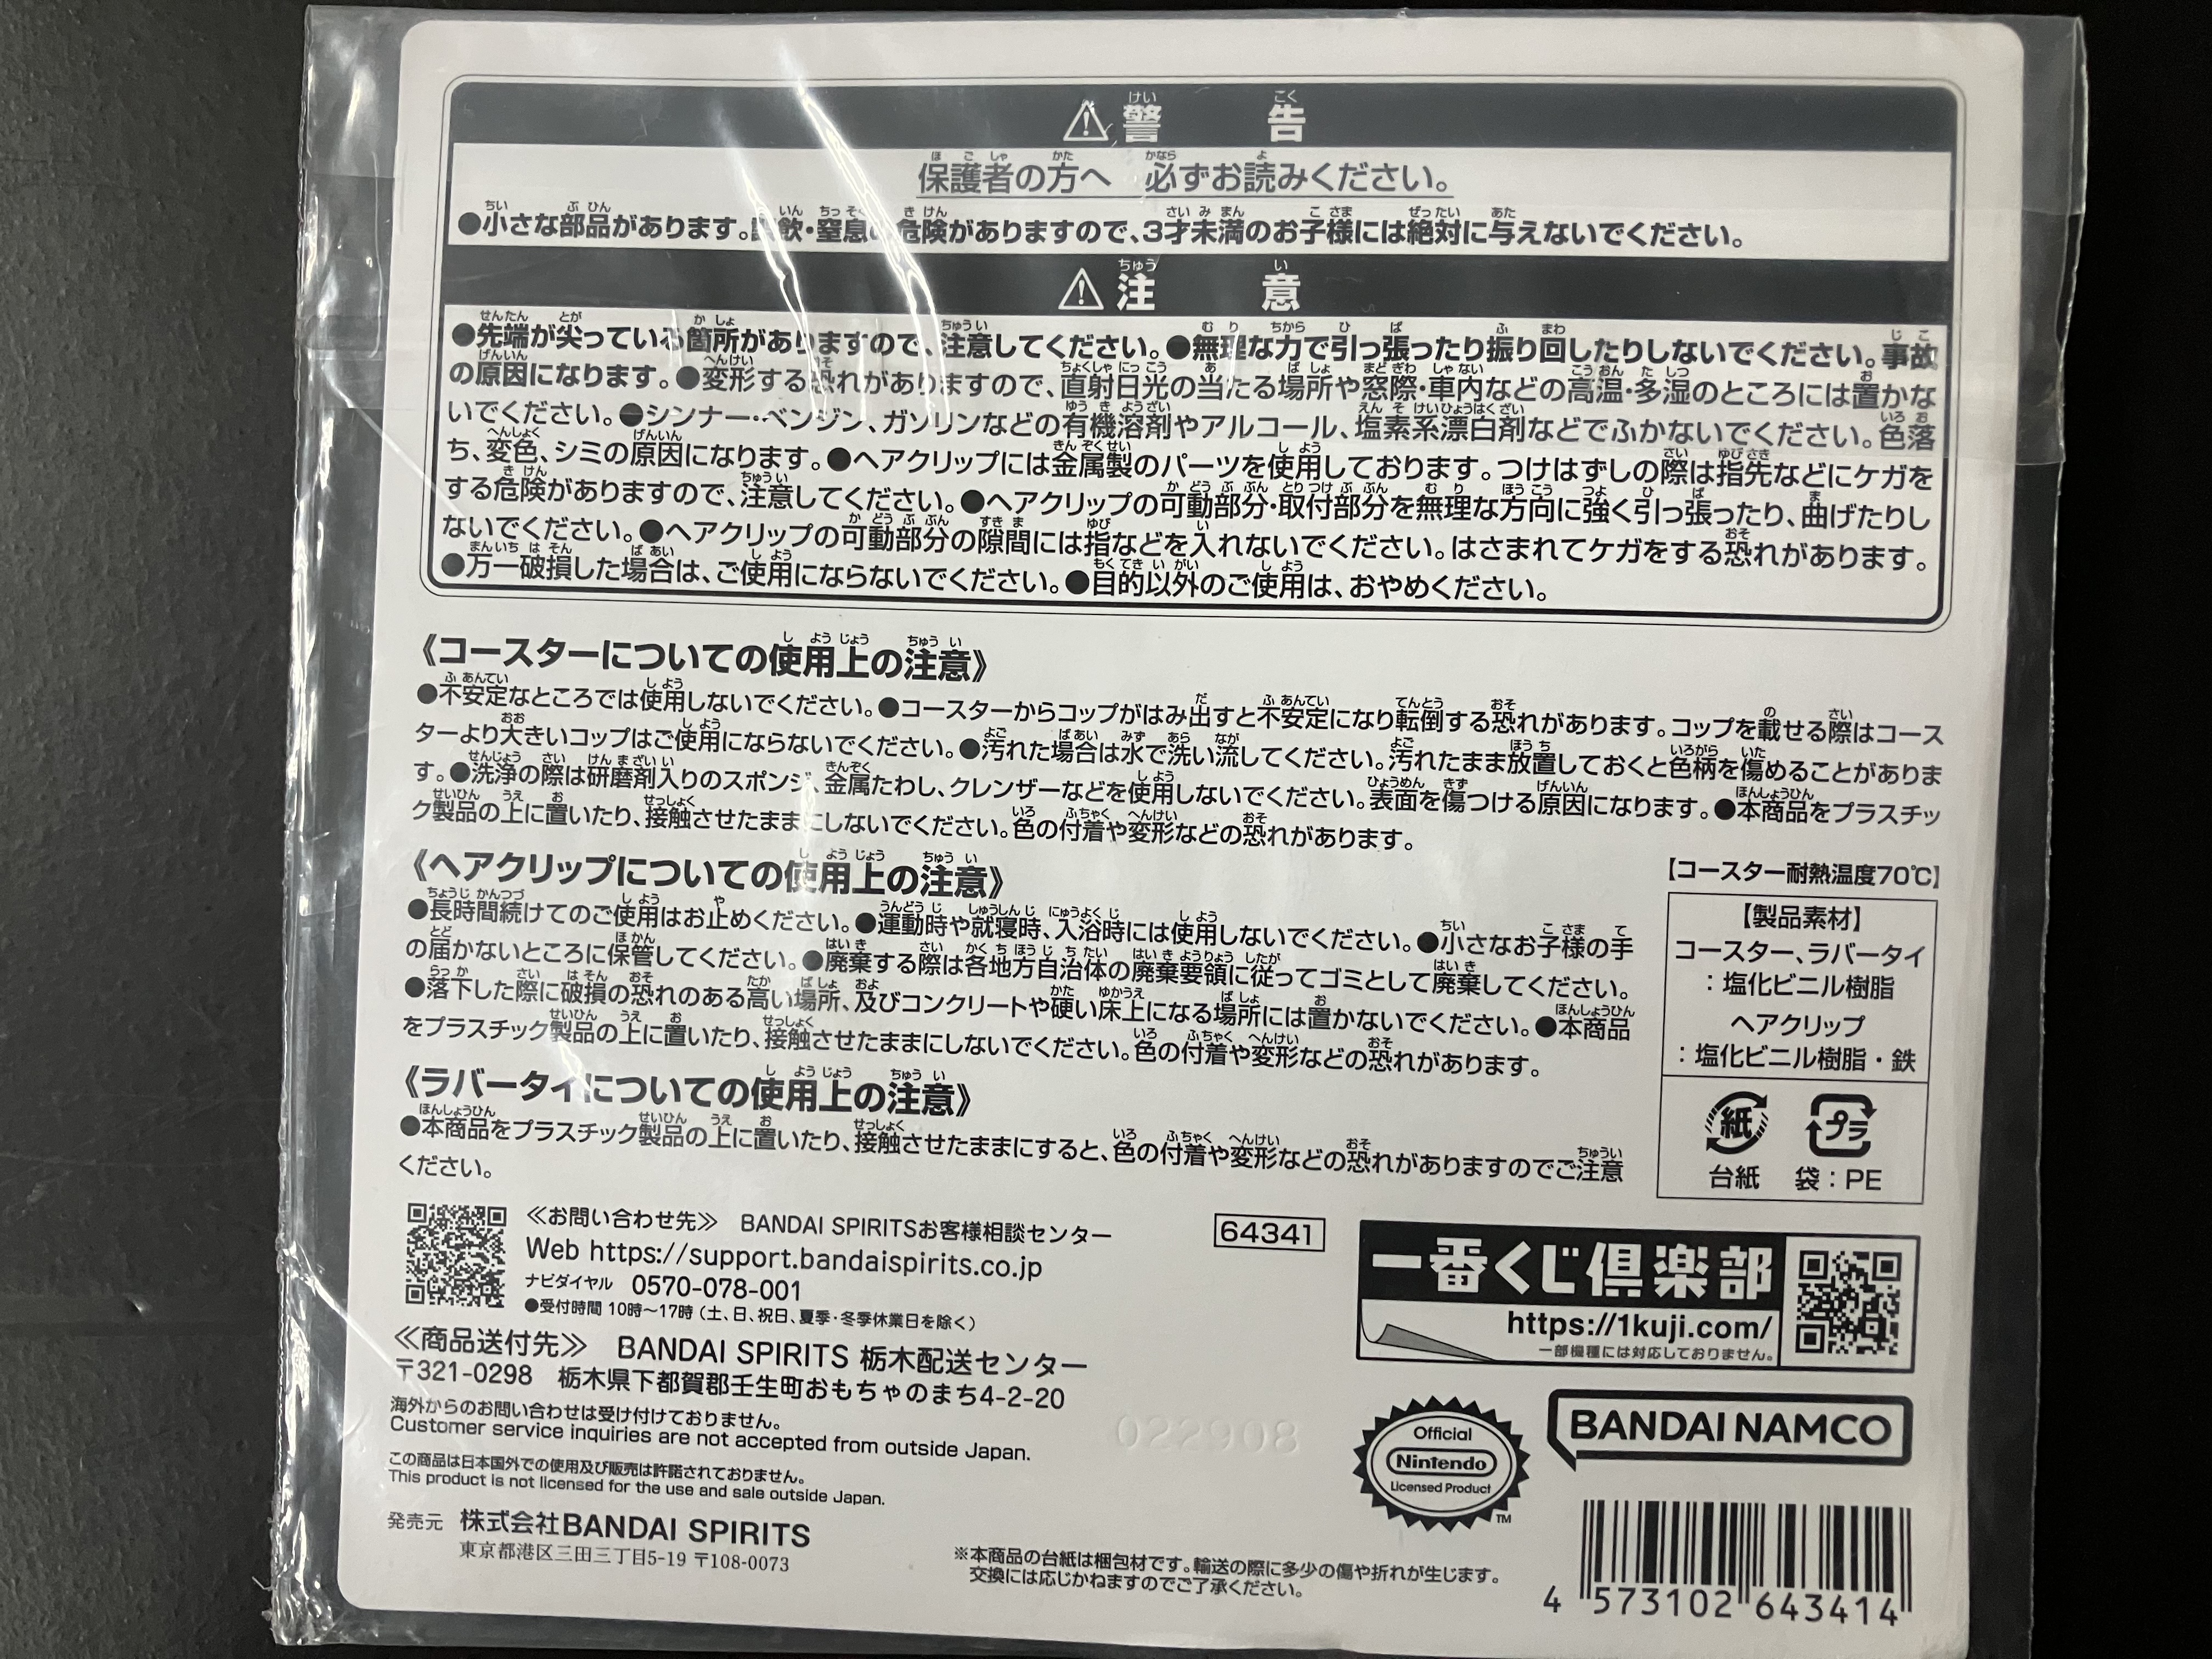 ⚠警告
保護者の方へ 必ずお読みください。
●小さな部品があります。誤飲・窒息の危険がありますので、3才未満のお子様には絶対に与えないでください。
⚠注意
●先端が尖っている箇所がありますので、注意してください。●無理な力で引っ張ったり振り回したりしないでください。事故
の原因になります。●変形する恐れがありますので、直射日光の当たる場所や窓際・車内などの高温・多湿のところには置かな
いでください。●シンナー・ベンジン、ガソリンなどの有機溶剤やアルコール、塩素系漂白剤などでふかないでください。色落
ち、変色、シミの原因になります。●ヘアクリップには金属製のパーツを使用しております。つけはずしの際は指先などにケガを
する危険がありますので、注意してください。●ヘアクリップの可動部分・取付部分を無理な方向に強く引っ張ったり、曲げたりし
ないでください。●ヘアクリップの可動部分の隙間には指などを入れないでください。はさまれてケガをする恐れがあります。
●万一破損した場合は、ご使用にならないでください。●目的以外のご使用は、おやめください。
《コースターについての使用上の注意》
●不安定なところでは使用しないでください。●コースターからコップがはみ出すと不安定になり転倒する恐れがあります。コップを載せる際はコース
ターより大きいコップはご使用にならないでください。●汚れた場合は水で洗い流してください。汚れたまま放置しておくと色柄を傷めることがありま
す。●洗浄の際は研磨剤入りのスポンジ、金属たわし、クレンザーなどを使用しないでください。表面を傷つける原因になります。●本商品をプラスチッ
ク製品の上に置いたり、接触させたままにしないでください。色の付着や変形などの恐れがあります。
《ヘアクリップについての使用上の注意》
●長時間続けてのご使用はお止めください。●運動時や就寝時、入浴時には使用しないでください。●小さなお子様の手
の届かないところに保管してください。●廃棄する際は各地方自治体の廃棄要領に従ってゴミとして廃棄してください。
●落下した際に破損の恐れのある高い場所、及びコンクリートや硬い床上になる場所には置かないでください。●本商品
をプラスチック製品の上に置いたり、接触させたままにしないでください。色の付着や変形などの恐れがあります。
《ラバータイについての使用上の注意》
●本商品をプラスチック製品の上に置いたり、接触させたままにすると、色の付着や変形などの恐れがありますのでご注意
ください。
【コースター耐熱温度70℃】
【製品素材】
コースター、ラバータイ
：塩化ビニル樹脂
ヘアクリップ
：塩化ビニル樹脂・鉄
紙 プラ
台紙 袋：PE
≪お問い合わせ先≫ BANDAI SPIRITSお客様相談センター
Web https://support.bandaispirits.co.jp
ナビダイヤル 0570-078-001
●受付時間 10時〜17時（土、日、祝日、夏季・冬季休業日を除く）
64341
≪商品送付先≫ BANDAI SPIRITS 栃木配送センター
〒321-0298 栃木県下都賀郡壬生町おもちゃのまち4-2-20
海外からのお問い合わせは受け付けておりません。
Customer service inquiries are not accepted from outside Japan.
この商品は日本国外での使用及び販売は許諾されておりません。
This product is not licensed for the use and sale outside Japan.
発売元 株式会社BANDAI SPIRITS
東京都港区三田三丁目5-19 〒108-0073
022908
一番くじ倶楽部
https://1kuji.com/
一部機種には対応しておりません。
Official
Nintendo
Licensed Product
TM
BANDAI NAMCO
※本商品の台紙は梱包材です。輸送の際に多少の傷や折れが生じます。
交換には応じかねますのでご了承ください。
4 573102 643414